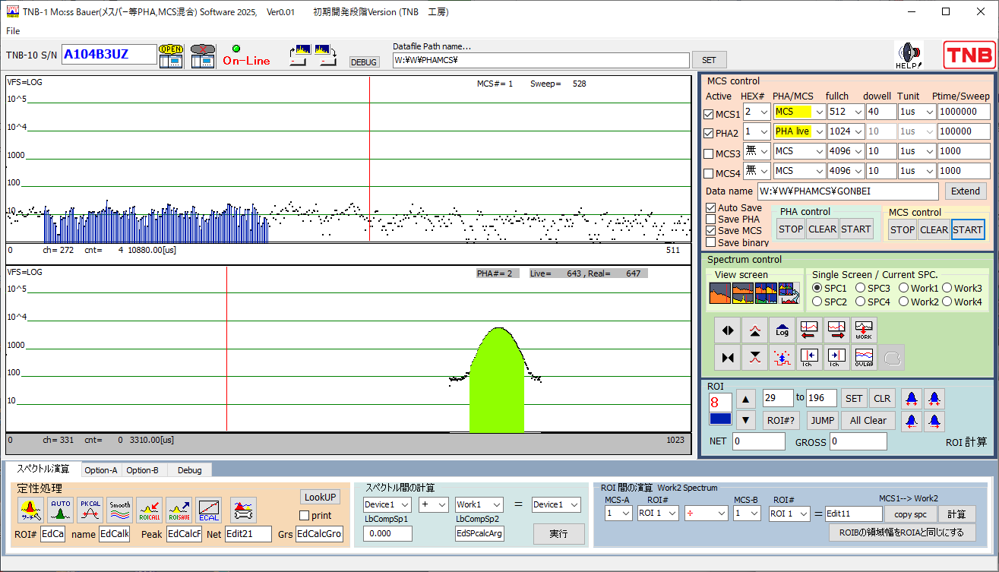 TNB-1 Mo:ss Bauer(メスバー等PHA,MCS混合) Software 2025, Ver0.01 初期開発段階Version (TNB 工房)
File
TNB-10 S/N A104B3UZ OPEN On-Line DEBUG
Datafile Path name...
W:¥W¥PHAMCS¥ SET HELP! TNB
VFS=LOG MCS#= 1 Sweep= 528
10^5
10^4
1000
100
10
0 ch= 272 cnt= 4 10880.00[us] 511
VFS=LOG PHA#= 2 Live= 643 , Real= 647
10^5
10^4
1000
100
10
0 ch= 331 cnt= 0 3310.00[us] 1023
MCS control
Active HEX# PHA/MCS fullch dowell Tunit Ptime/Sweep
MCS1 2 MCS 512 40 1us 1000000
PHA2 1 PHA live 1024 10 1us 100000
MCS3 無 MCS 4096 10 1us 1000
MCS4 無 MCS 4096 10 1us 1000
Data name W:¥W¥PHAMCS¥GONBEI Extend
Auto Save
Save PHA
Save MCS
Save binary
PHA control
STOP CLEAR START
MCS control
STOP CLEAR START
Spectrum control
View screen
Single Screen / Current SPC.
SPC1 SPC3 Work1 Work3
SPC2 SPC4 Work2 Work4
Log WORK
1ch 1ch OVLAP
ROI
8 ▲ 29 to 196 SET CLR
▼ ROI#? JUMP All Clear
NET 0 GROSS 0 ROI 計算
スペクトル演算 Option-A Option-B Debug
定性処理
サーチ AUTO PKCAL Smooth ROICALL ROISAVE ECAL
LookUP
print
ROI# EdCa name EdCalk Peak EdCalcF Net Edit21 Grs EdCalcGro
スペクトル間の計算
Device1 + Work1 = Device1
LbCompSp1 LbCompSp2
0.000 EdSPcalcArg 実行
ROI 間の演算 Work2 Spectrum
MCS-A ROI# MCS-B ROI# MCS1--> Work2
1 ROI 1 ÷ 1 ROI 1 = Edit11 copy spc 計算
ROIBの領域幅をROIAと同じにする